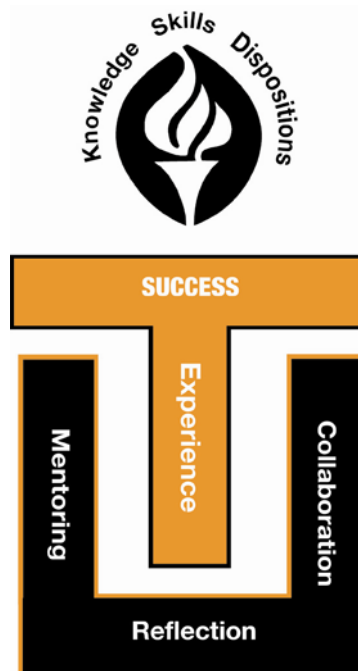 Knowledge Skills Dispositions
SUCCESS
Experience
Mentoring
Collaboration
Reflection